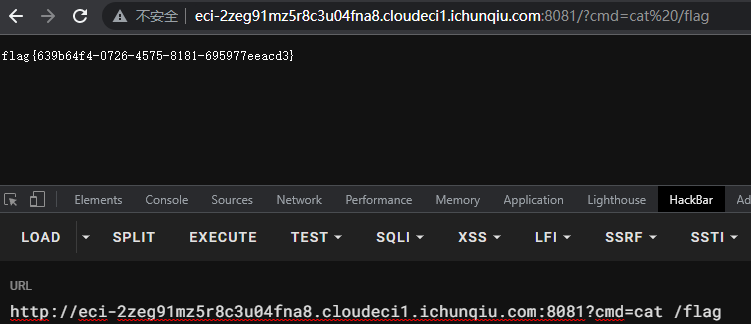 不安全 | eci-2zeg91mz5r8c3u04fna8.cloudeci1.ichunqiu.com:8081/?cmd=cat%20/flag
flag{639b64f4-0726-4575-8181-695977eeacd3}
Elements Console Sources Network Performance Memory Application Lighthouse HackBar Ad
LOAD SPLIT EXECUTE TEST SQLI XSS LFI SSRF SSTI
URL
http://eci-2zeg91mz5r8c3u04fna8.cloudeci1.ichunqiu.com:8081?cmd=cat /flag